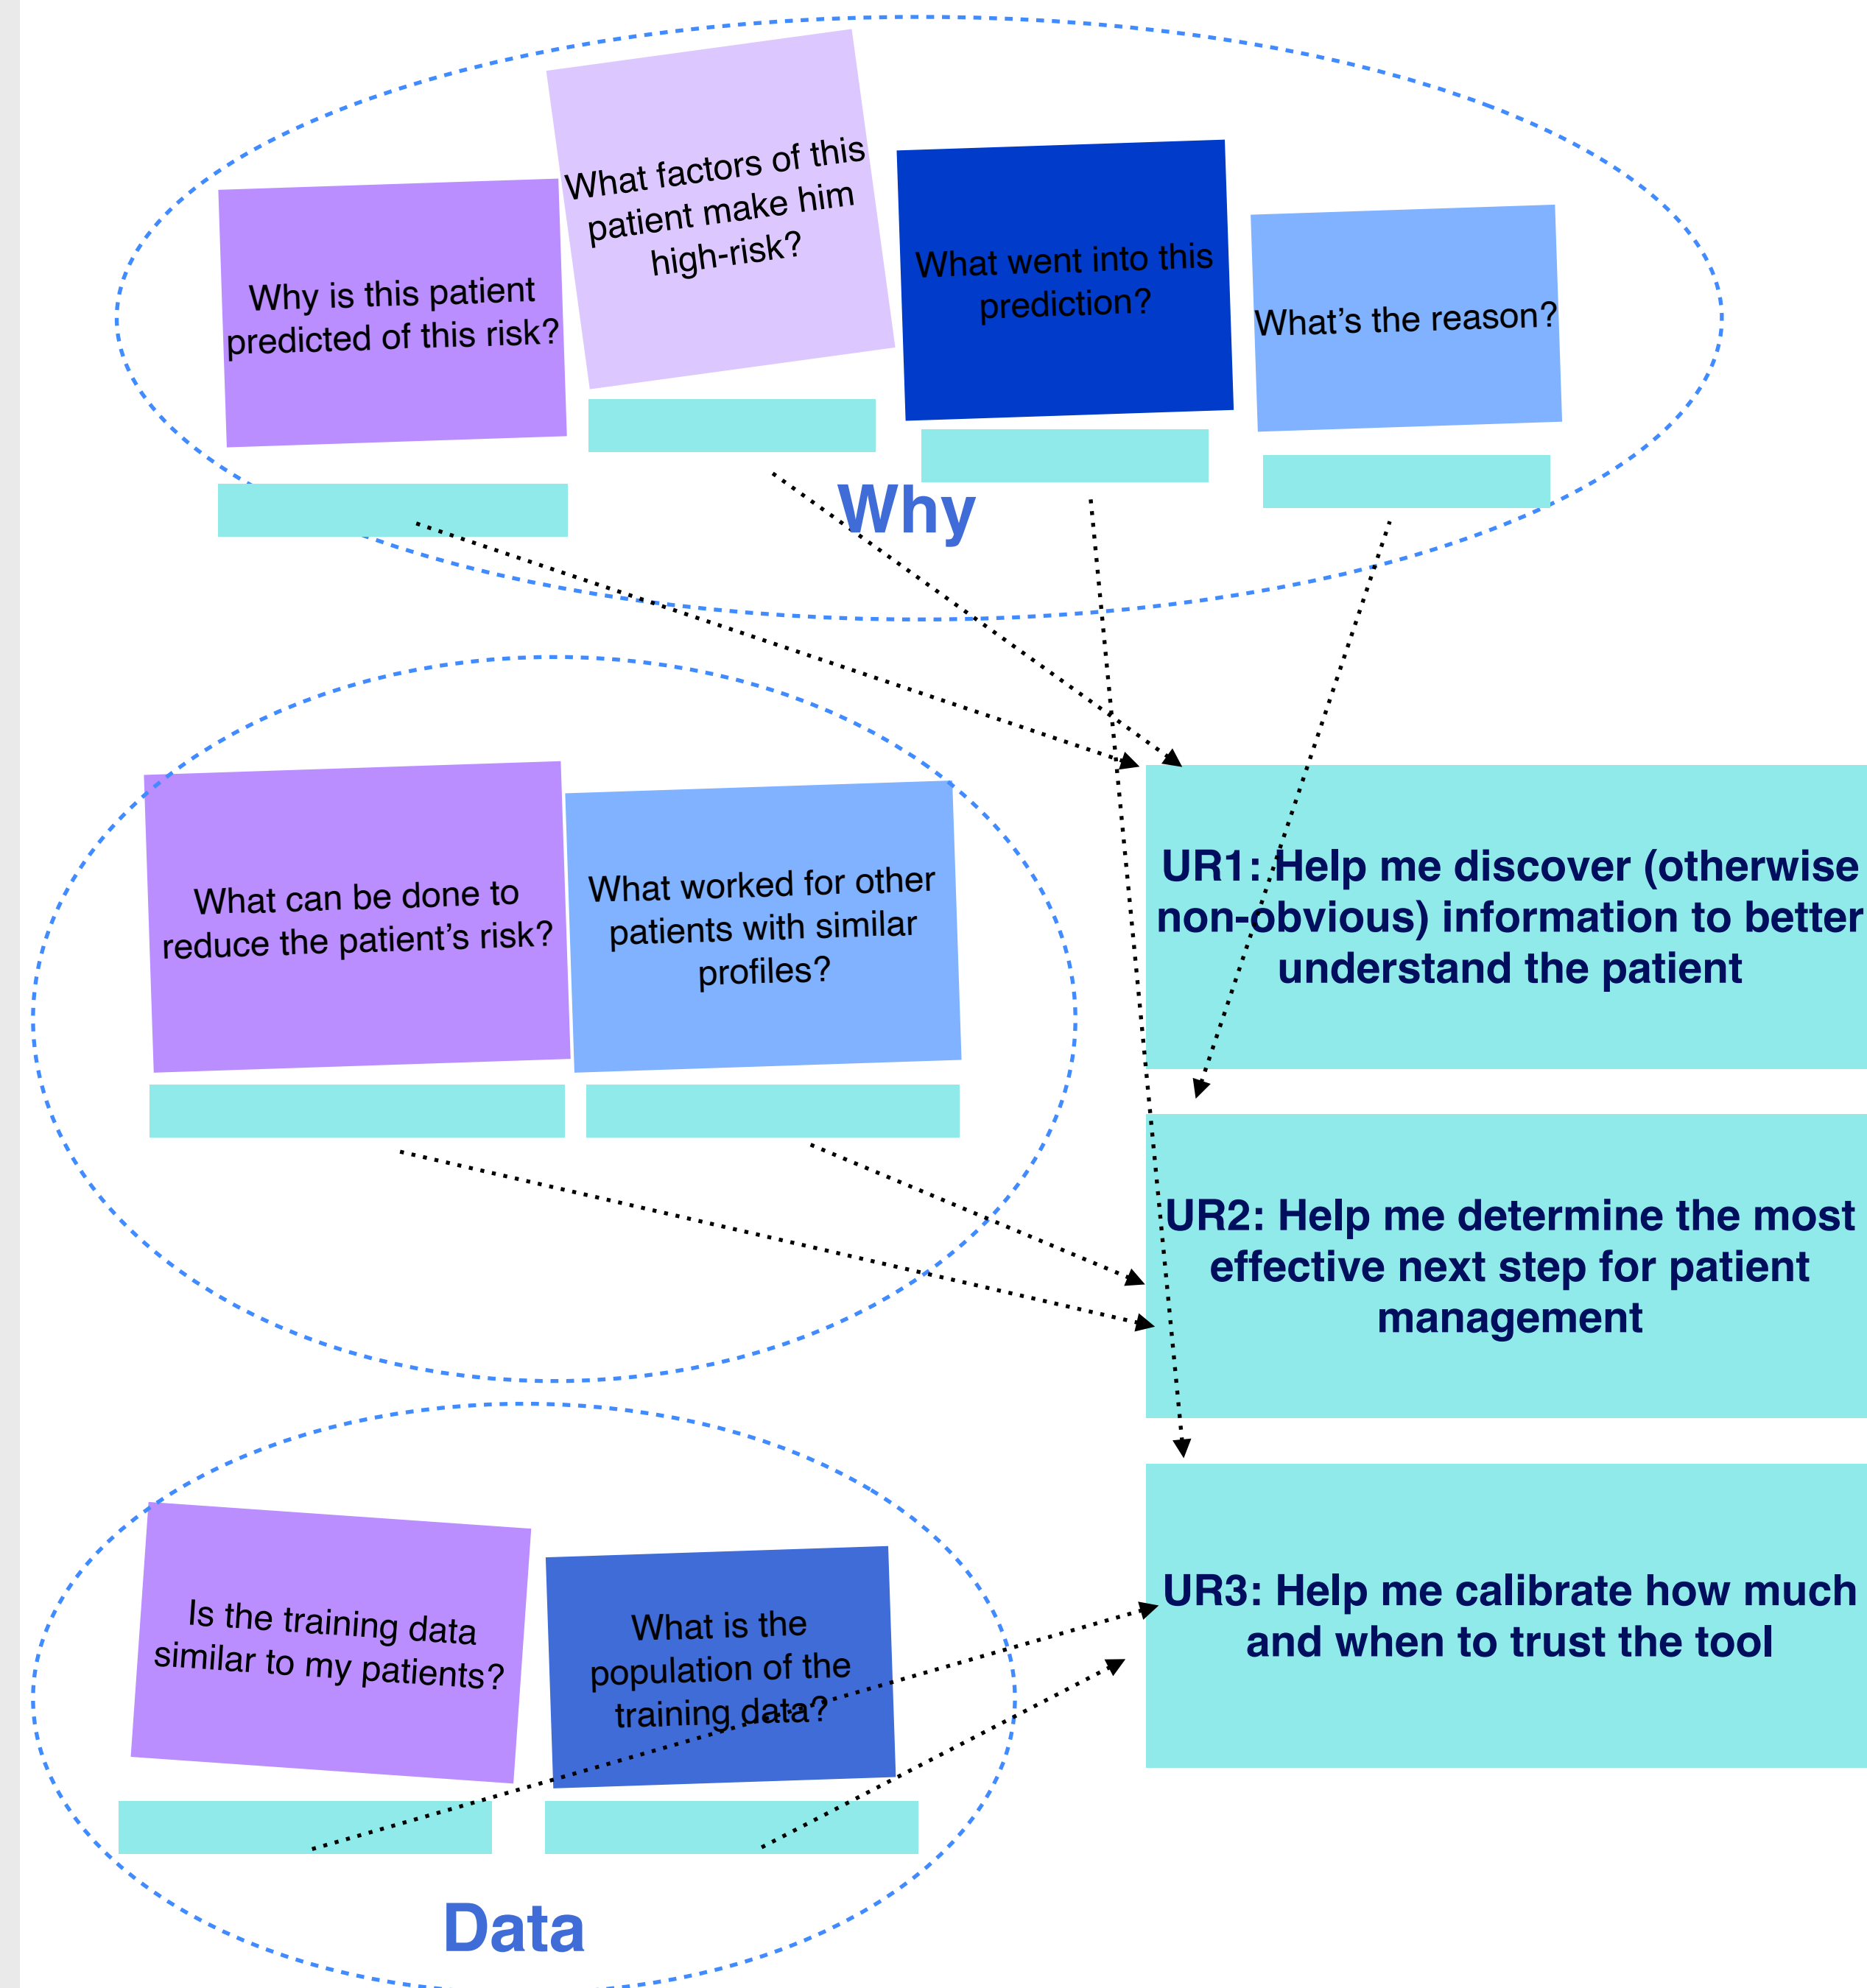 Why is this patient
predicted of this risk?
What factors of this
patient make him
high-risk?
What went into this
prediction?
What's the reason?
Why
What can be done to
reduce the patient's risk?
What worked for other
patients with similar
profiles?
UR1: Help me discover (otherwise
non-obvious) information to better
understand the patient
UR2: Help me determine the most
effective next step for patient
management
Is the training data
similar to my patients?
What is the
population of the
training data?
UR3: Help me calibrate how much
and when to trust the tool
Data